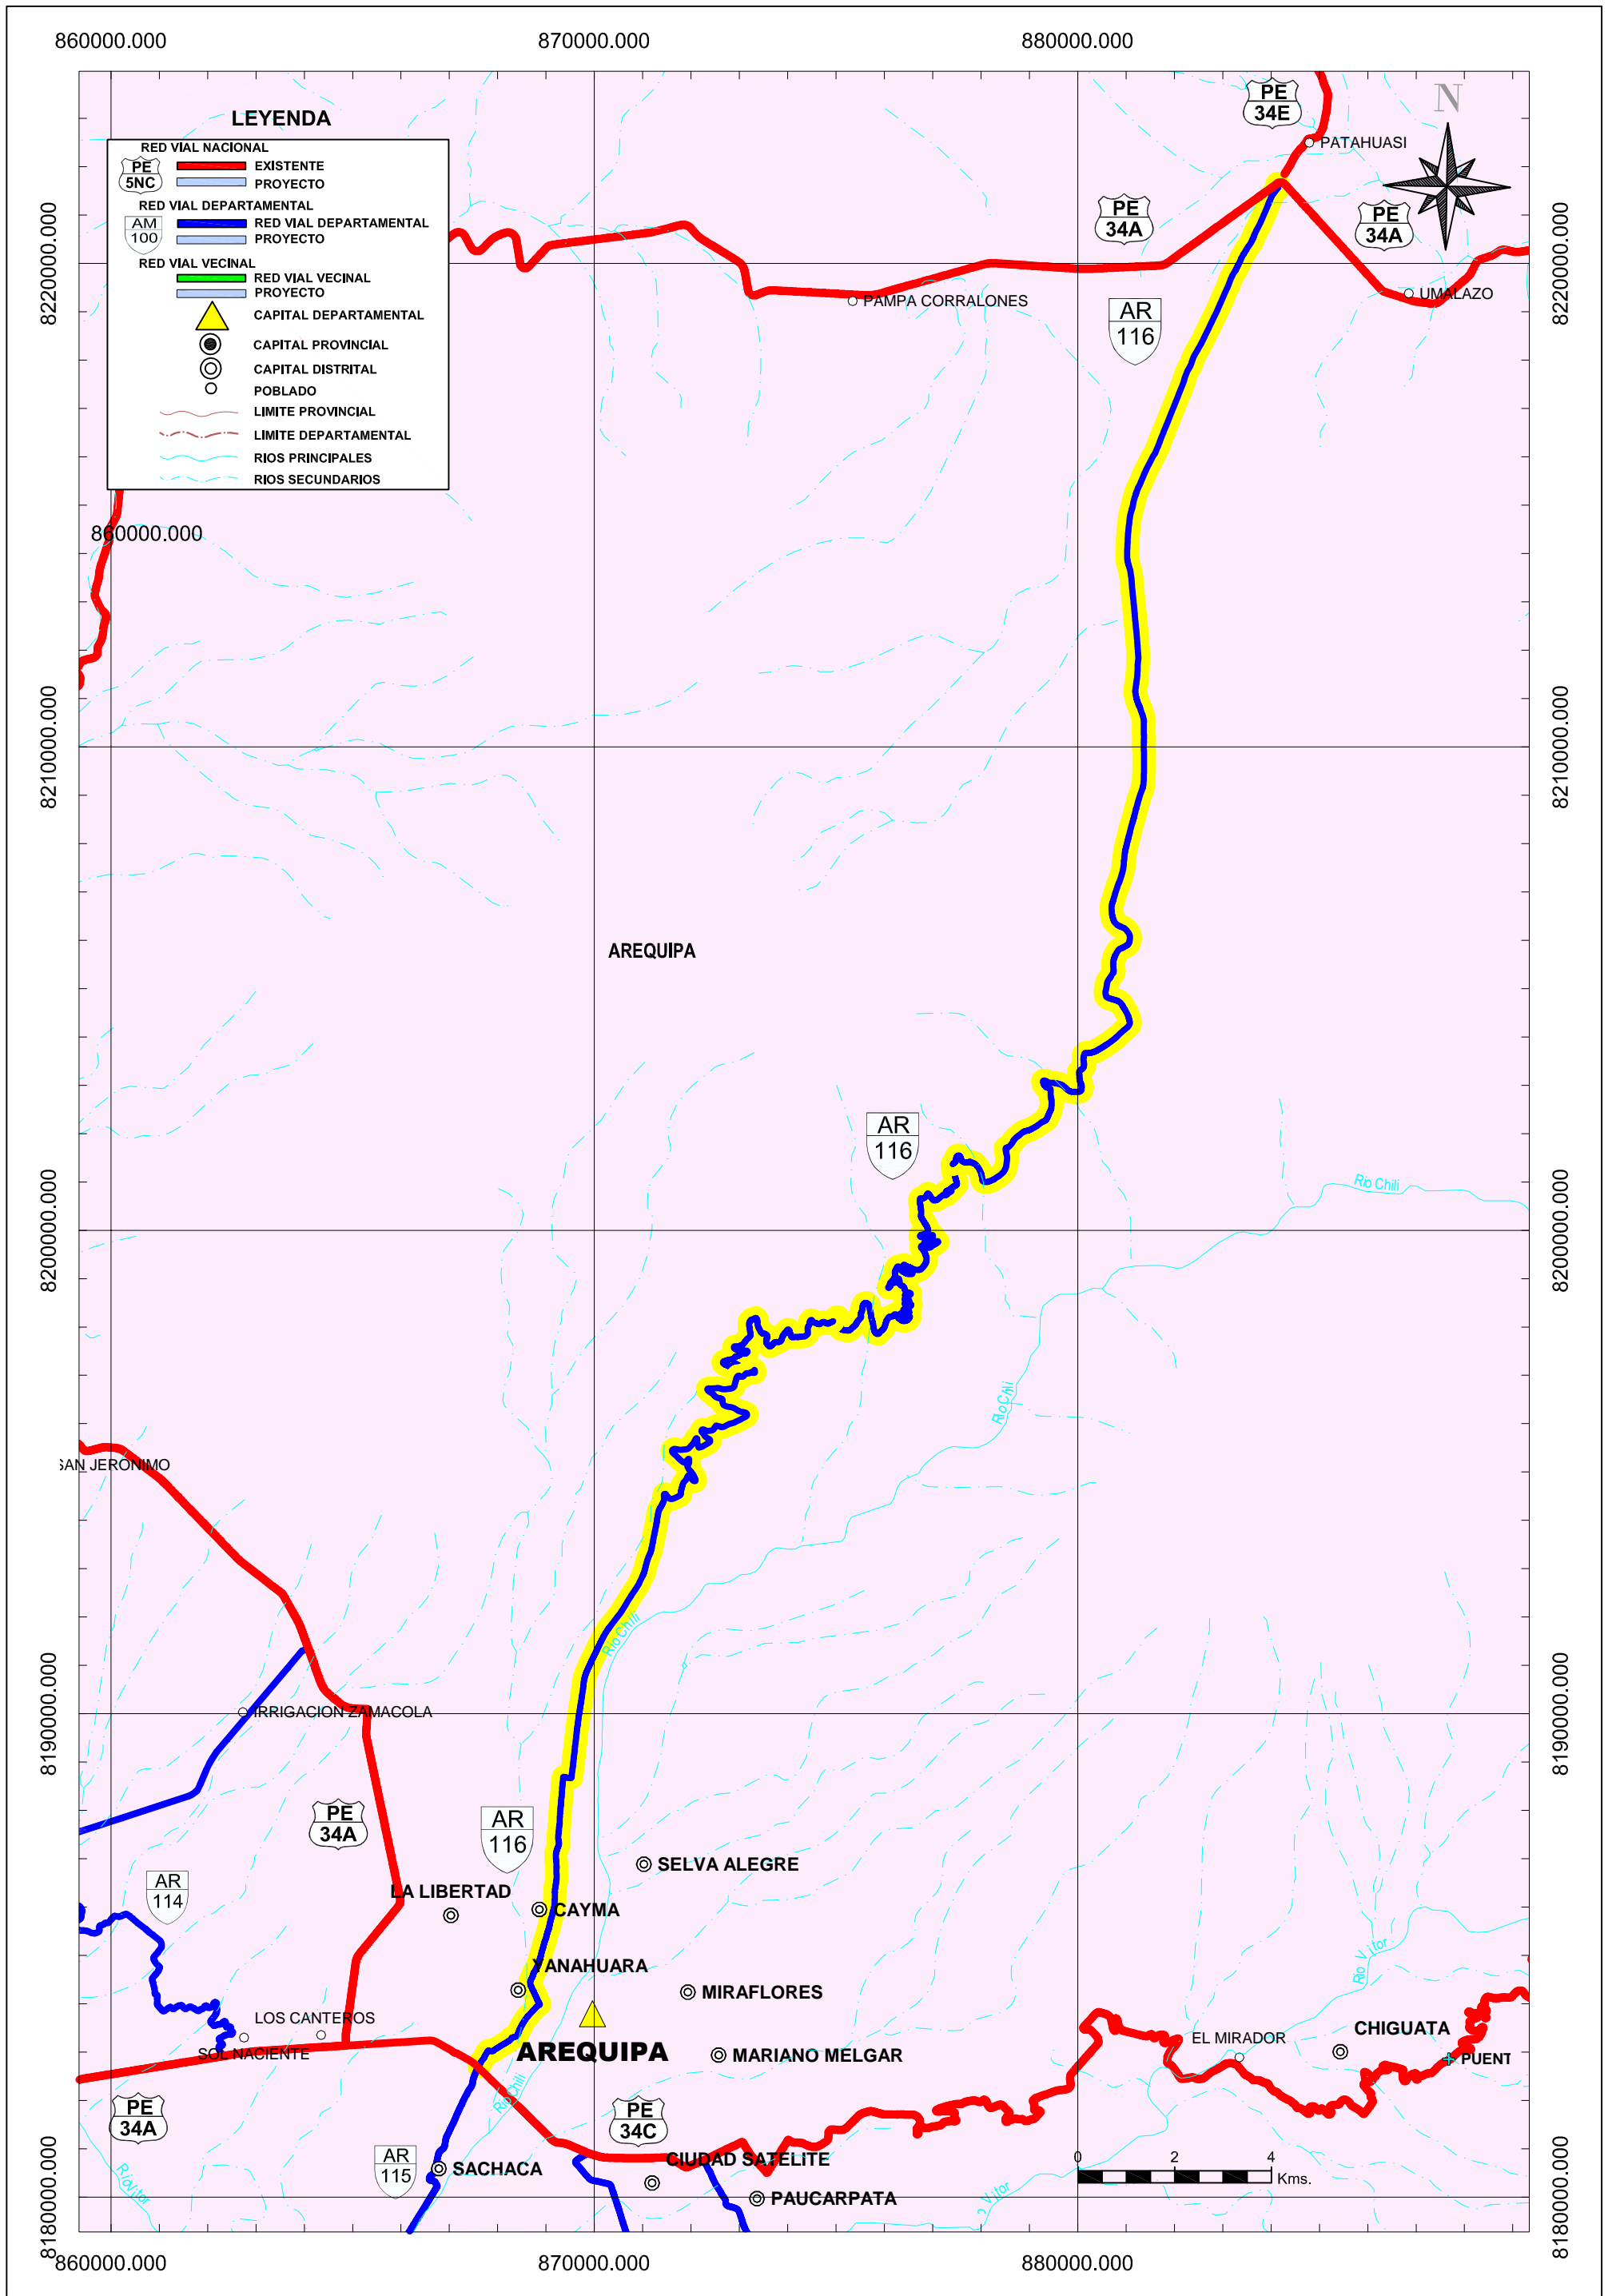 860000.000
870000.000
880000.000
LEYENDA
RED VIAL NACIONAL
PE
5NC
EXISTENTE
PROYECTO
RED VIAL DEPARTAMENTAL
AM
100
RED VIAL DEPARTAMENTAL
PROYECTO
RED VIAL VECINAL
RED VIAL VECINAL
PROYECTO
CAPITAL DEPARTAMENTAL
CAPITAL PROVINCIAL
CAPITAL DISTRITAL
POBLADO
LIMITE PROVINCIAL
LIMITE DEPARTAMENTAL
RIOS PRINCIPALES
RIOS SECUNDARIOS
PE
34E
N
PATAHUASI
PE
34A
PE
34A
8220000.000
8220000.000
UMALAZO
PAMPA CORRALONES
AR
116
860000.000
8210000.000
8210000.000
AREQUIPA
AR
116
Rio Chili
8200000.000
8200000.000
Rio Chili
SAN JERONIMO
Rio Chili
8190000.000
8190000.000
IRRIGACION ZAMACOLA
PE
34A
AR
116
SELVA ALEGRE
AR
114
LA LIBERTAD
CAYMA
Rio Vitor
YANAHUARA
MIRAFLORES
LOS CANTEROS
SOL NACIENTE
AREQUIPA
MARIANO MELGAR
EL MIRADOR
CHIGUATA
PUENT
Rio Chili
PE
34A
PE
34C
AR
115
SACHACA
CIUDAD SATELITE
PAUCARPATA
Rio Vitor
o Vitor
0
2
4
Kms.
8180000.000
8180000.000
860000.000
870000.000
880000.000